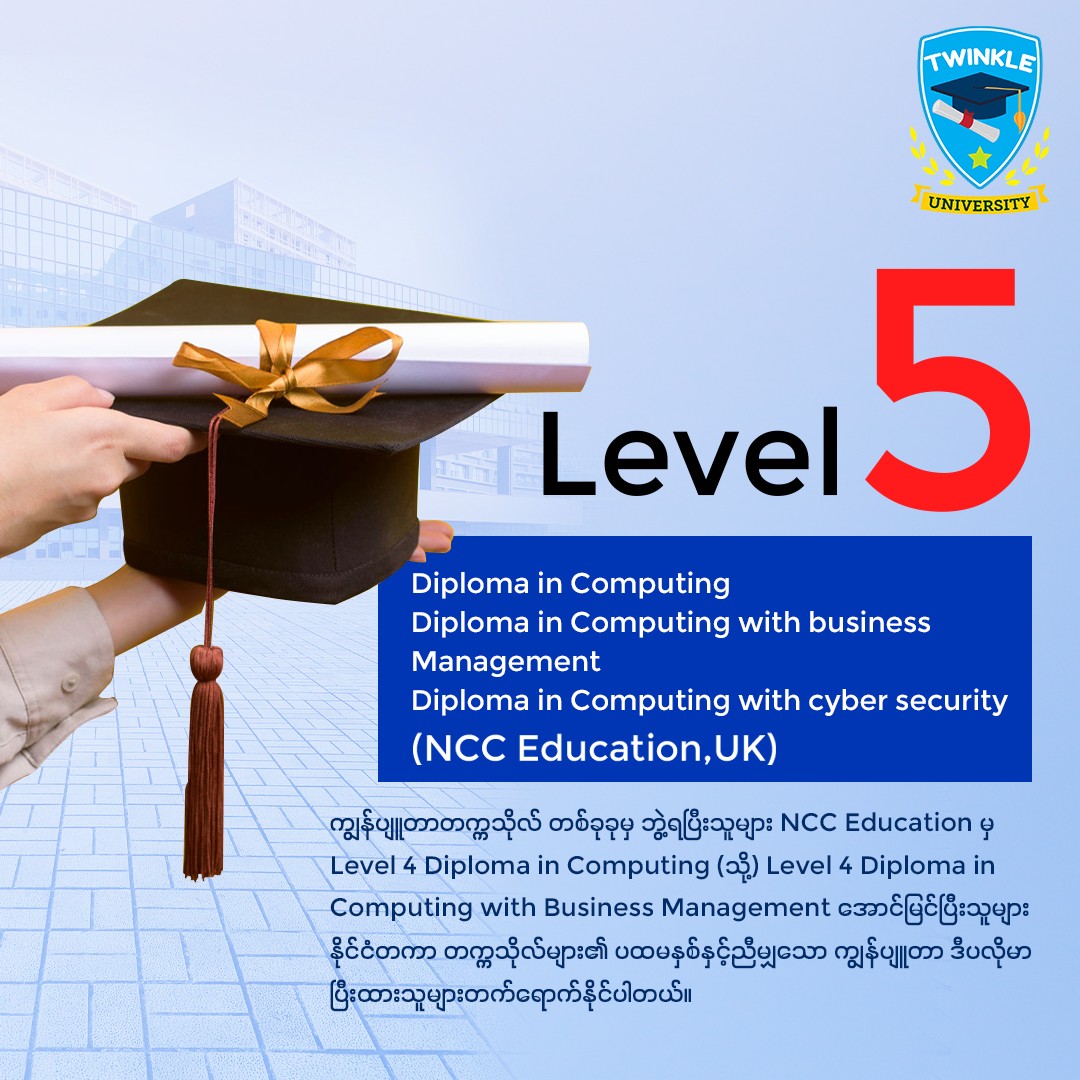 TWINKLE
UNIVERSITY
Level 5
Diploma in Computing
Diploma in Computing with business
Management
Diploma in Computing with cyber security
(NCC Education,UK)
ကျွန်ပျူတာတက္ကသိုလ် တစ်ခုခုမှ ဘွဲ့ရပြီးသူများ NCC Education မှ
Level 4 Diploma in Computing (သို့) Level 4 Diploma in
Computing with Business Management အောင်မြင်ပြီးသူများ
နိုင်ငံတကာ တက္ကသိုလ်များ၏ ပထမနှစ်နှင့်ညီမျှသော ကျွန်ပျူတာ ဒီပလိုမာ
ပြီးထားသူများတက်ရောက်နိုင်ပါတယ်။